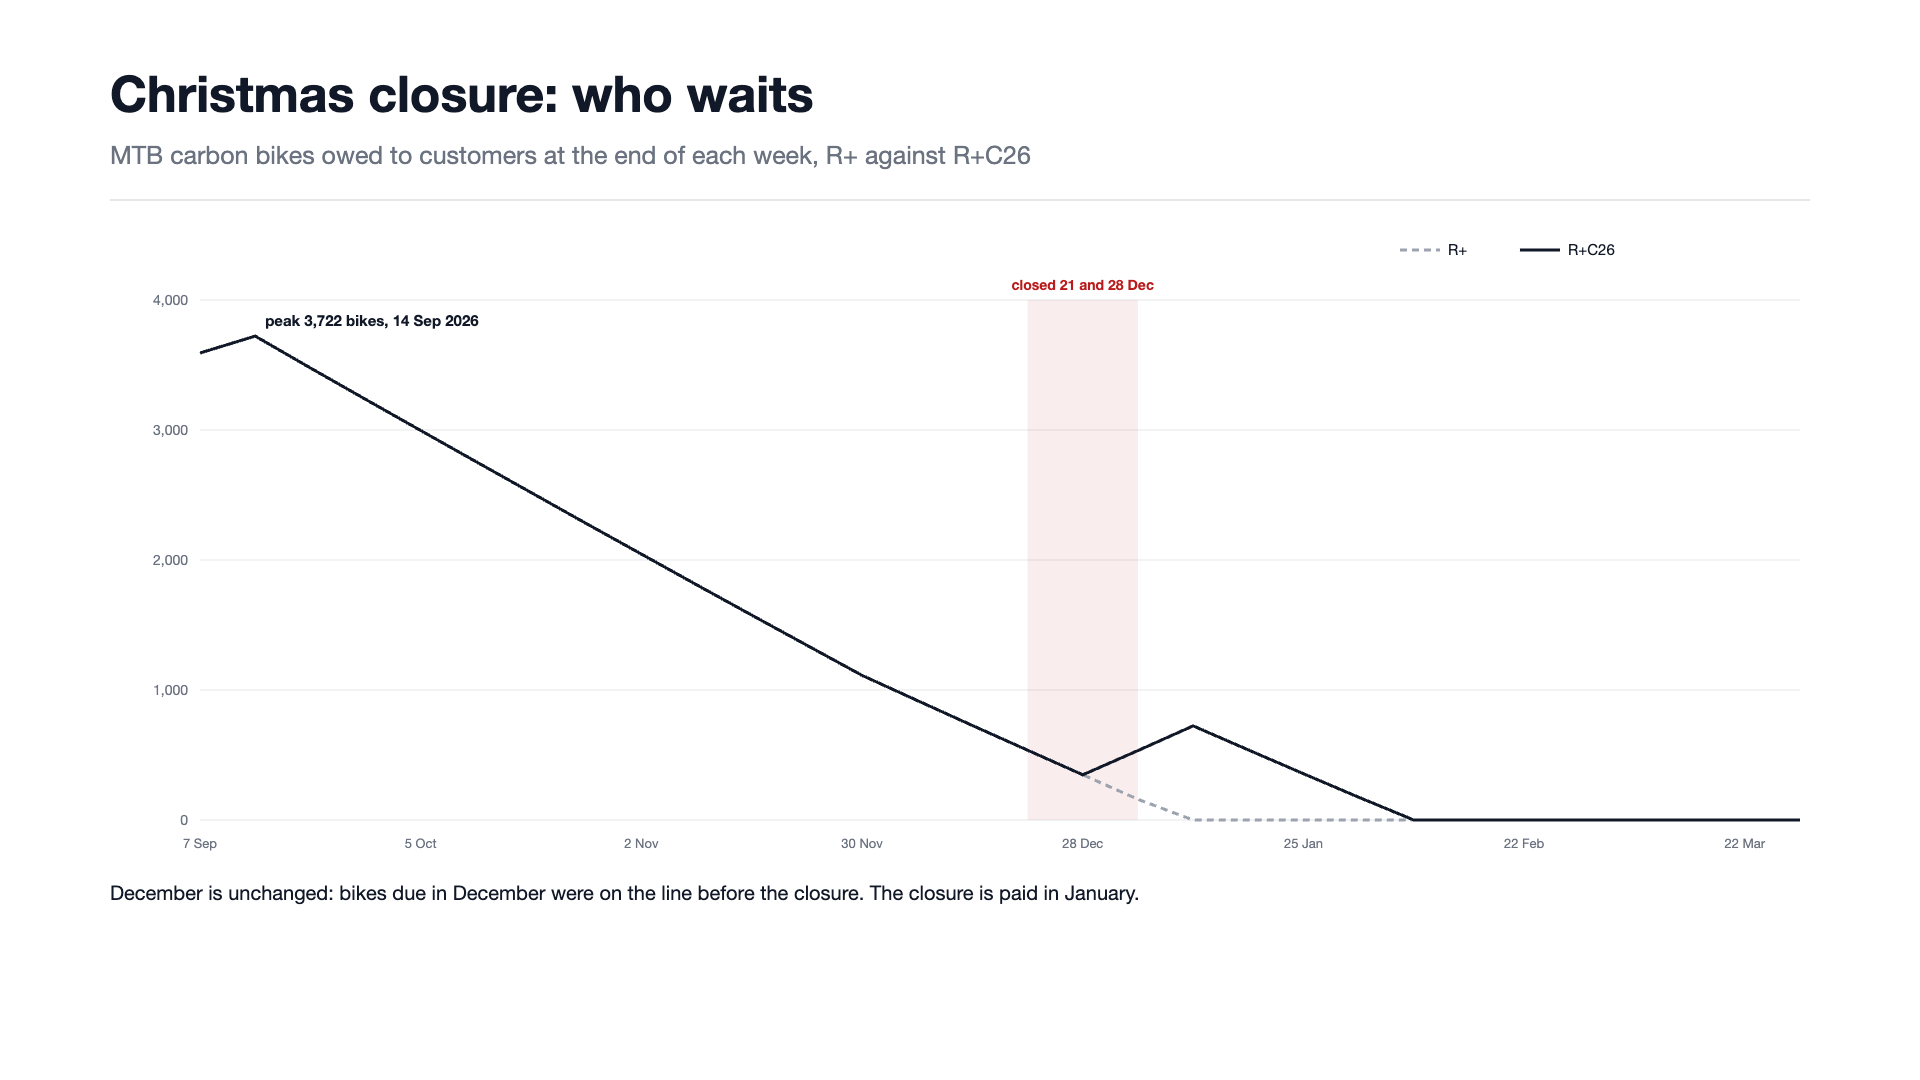 Christmas closure: who waits
MTB carbon bikes owed to customers at the end of each week, R+ against R+C26
R+
R+C26
closed 21 and 28 Dec
4,000
peak 3,722 bikes, 14 Sep 2026
3,000
2,000
1,000
0
7 Sep
5 Oct
2 Nov
30 Nov
28 Dec
25 Jan
22 Feb
22 Mar
December is unchanged: bikes due in December were on the line before the closure. The closure is paid in January.